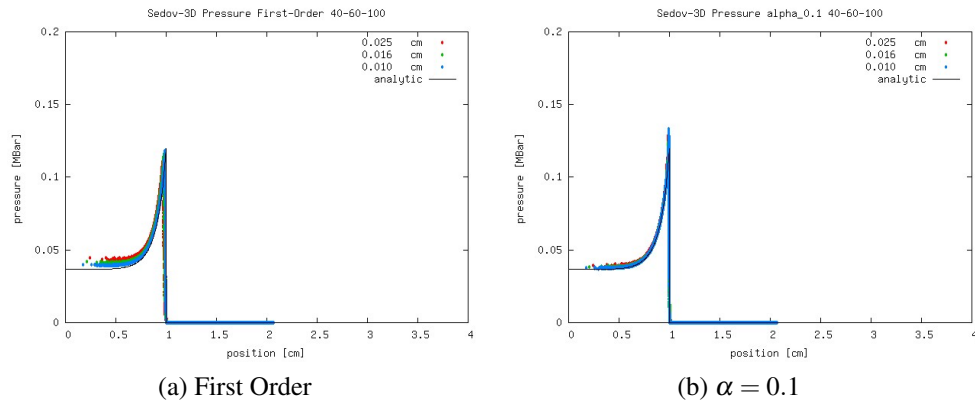 Sedov-3D Pressure First-Order 40-60-100
0.2
0.15
0.1
0.05
0
pressure [MBar]
0.025 cm
0.016 cm
0.010 cm
analytic
0 0.5 1 1.5 2 2.5 3 3.5 4
position [cm]
(a) First Order
Sedov-3D Pressure alpha_0.1 40-60-100
0.2
0.15
0.1
0.05
0
pressure [MBar]
0.025 cm
0.016 cm
0.010 cm
analytic
0 0.5 1 1.5 2 2.5 3 3.5 4
position [cm]
(b) α = 0.1